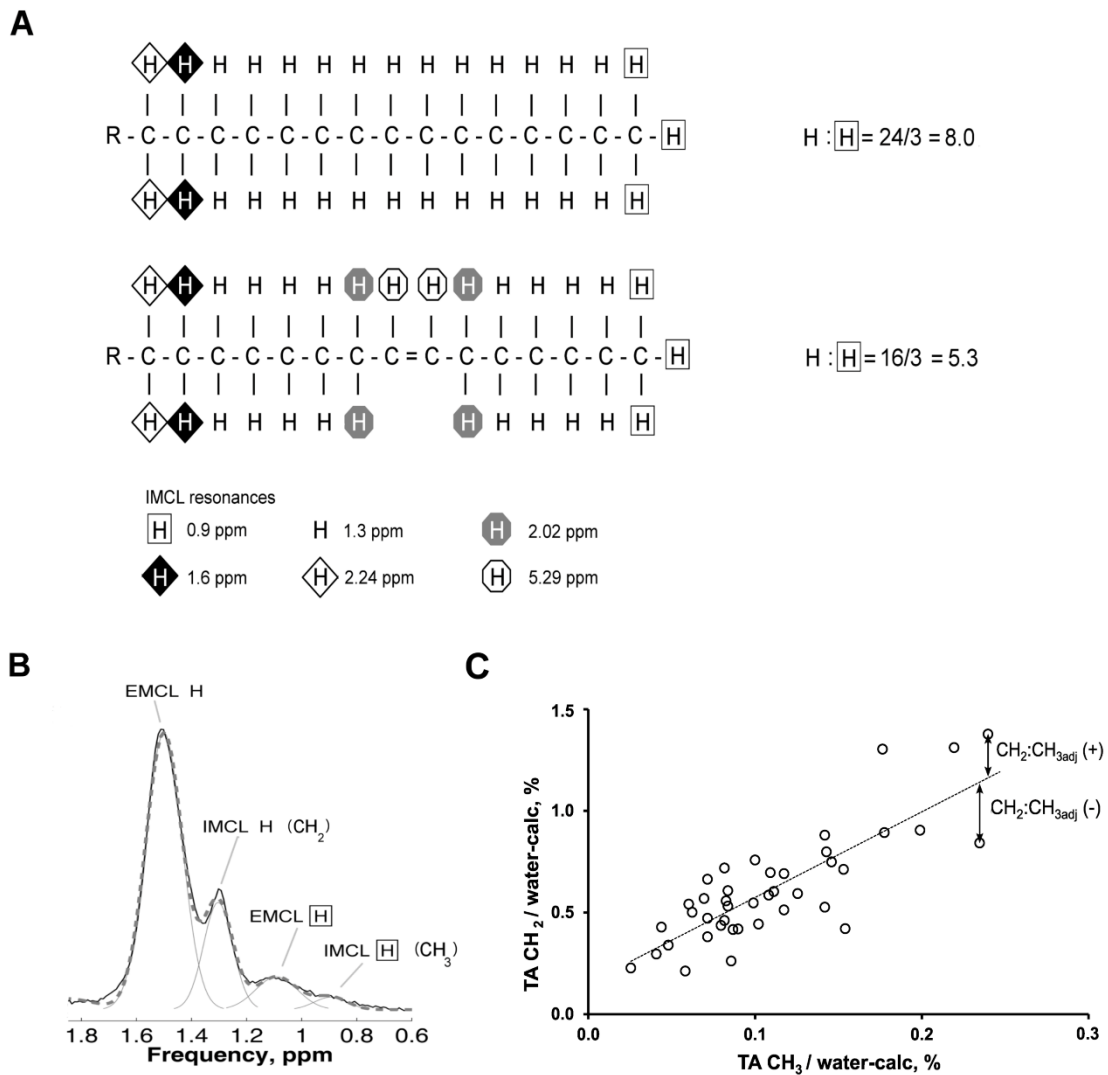 A
H H H H H H H H H H H H H H H
| | | | | | | | | | | | | | |
R - C - C - C - C - C - C - C - C - C - C - C - C - C - C - C - H
| | | | | | | | | | | | | | |
H H H H H H H H H H H H H H H
H : H = 24/3 = 8.0
H H H H H H H H H H H H H H H
| | | | | | | | | | | | | | |
R - C - C - C - C - C - C - C - C = C - C - C - C - C - C - C - H
| | | | | | | | | | | | |
H H H H H H H H H H H H H
H : H = 16/3 = 5.3
IMCL resonances
H 0.9 ppm H 1.3 ppm H 2.02 ppm
H 1.6 ppm H 2.24 ppm H 5.29 ppm
B
EMCL H
IMCL H (CH2)
EMCL H
IMCL H (CH3)
1.8 1.6 1.4 1.2 1 0.8 0.6
Frequency, ppm
C
TA CH2 / water-calc, %
1.5
1.0
0.5
0.0
0.0 0.1 0.2 0.3
TA CH3 / water-calc, %
CH2:CH3adj (+)
CH2:CH3adj (-)